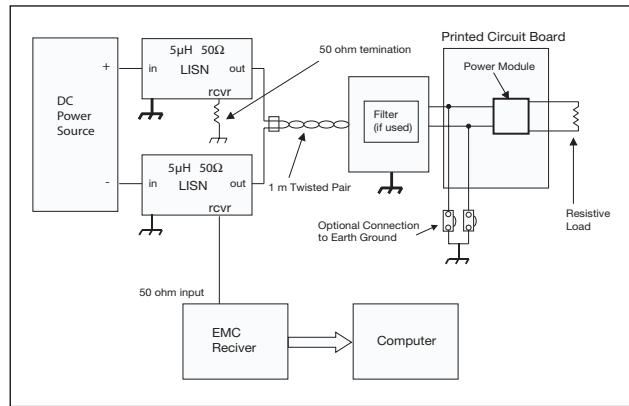 DC
Power
Source
+
-
5µH 50Ω
LISN
in
out
rcvr
50 ohm temination
5µH 50Ω
LISN
in
out
rcvr
1 m Twisted Pair
Filter
(if used)
Printed Circuit Board
Power Module
Optional Connection
to Earth Ground
Resistive
Load
50 ohm input
EMC
Reciver
Computer